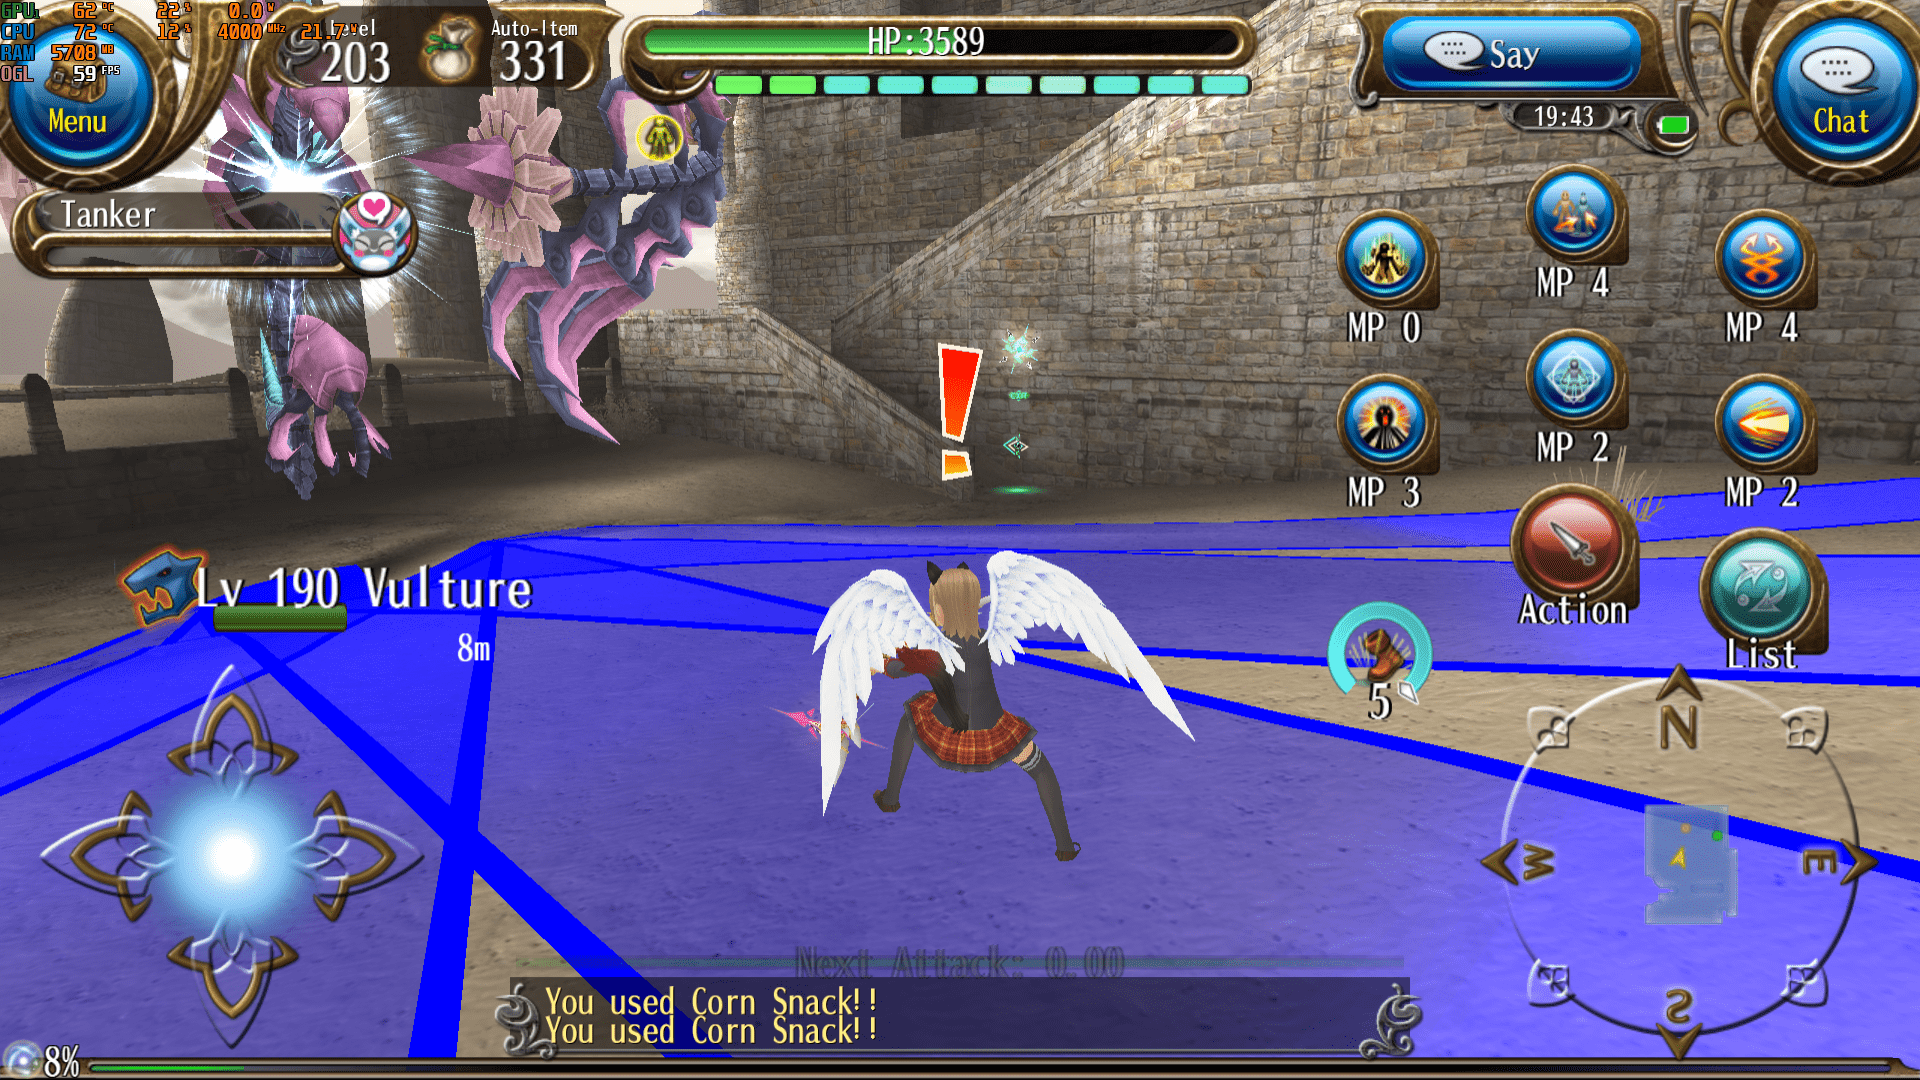 GPU1 62 °C 22 % 0.0 W
CPU 72 °C 12 % 4000 MHz 21.7 W
RAM 5708 MB
OGL 59 FPS
Menu
Level
203
Auto-Item
331
HP:3589
Say
19:43
Chat
Tanker
MP 0
MP 4
MP 4
MP 3
MP 2
MP 2
Action
List
Lv 190 Vulture
8m
5
N
W
E
S
Next Attack: 0.00
You used Corn Snack!!
You used Corn Snack!!
8%